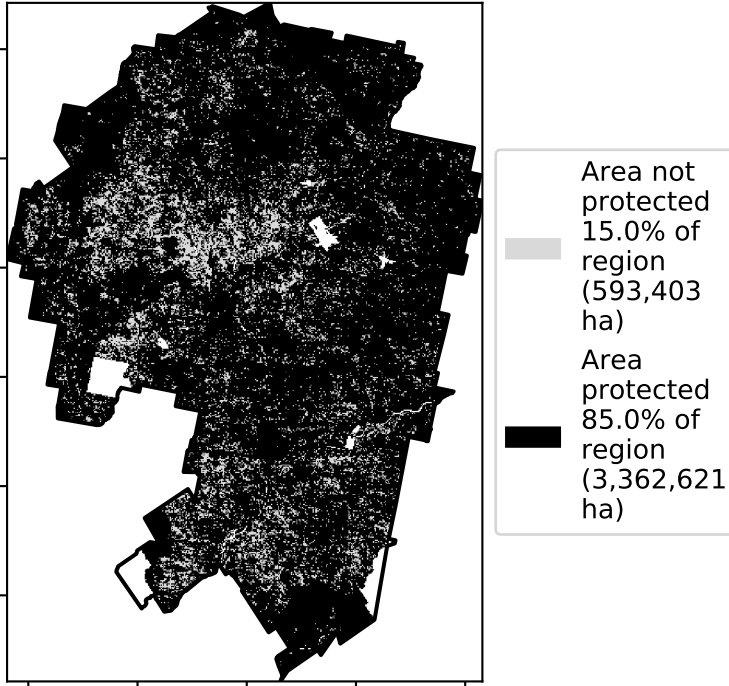 Area not
protected
15.0% of
region
(593,403
ha)
Area
protected
85.0% of
region
(3,362,621
ha)